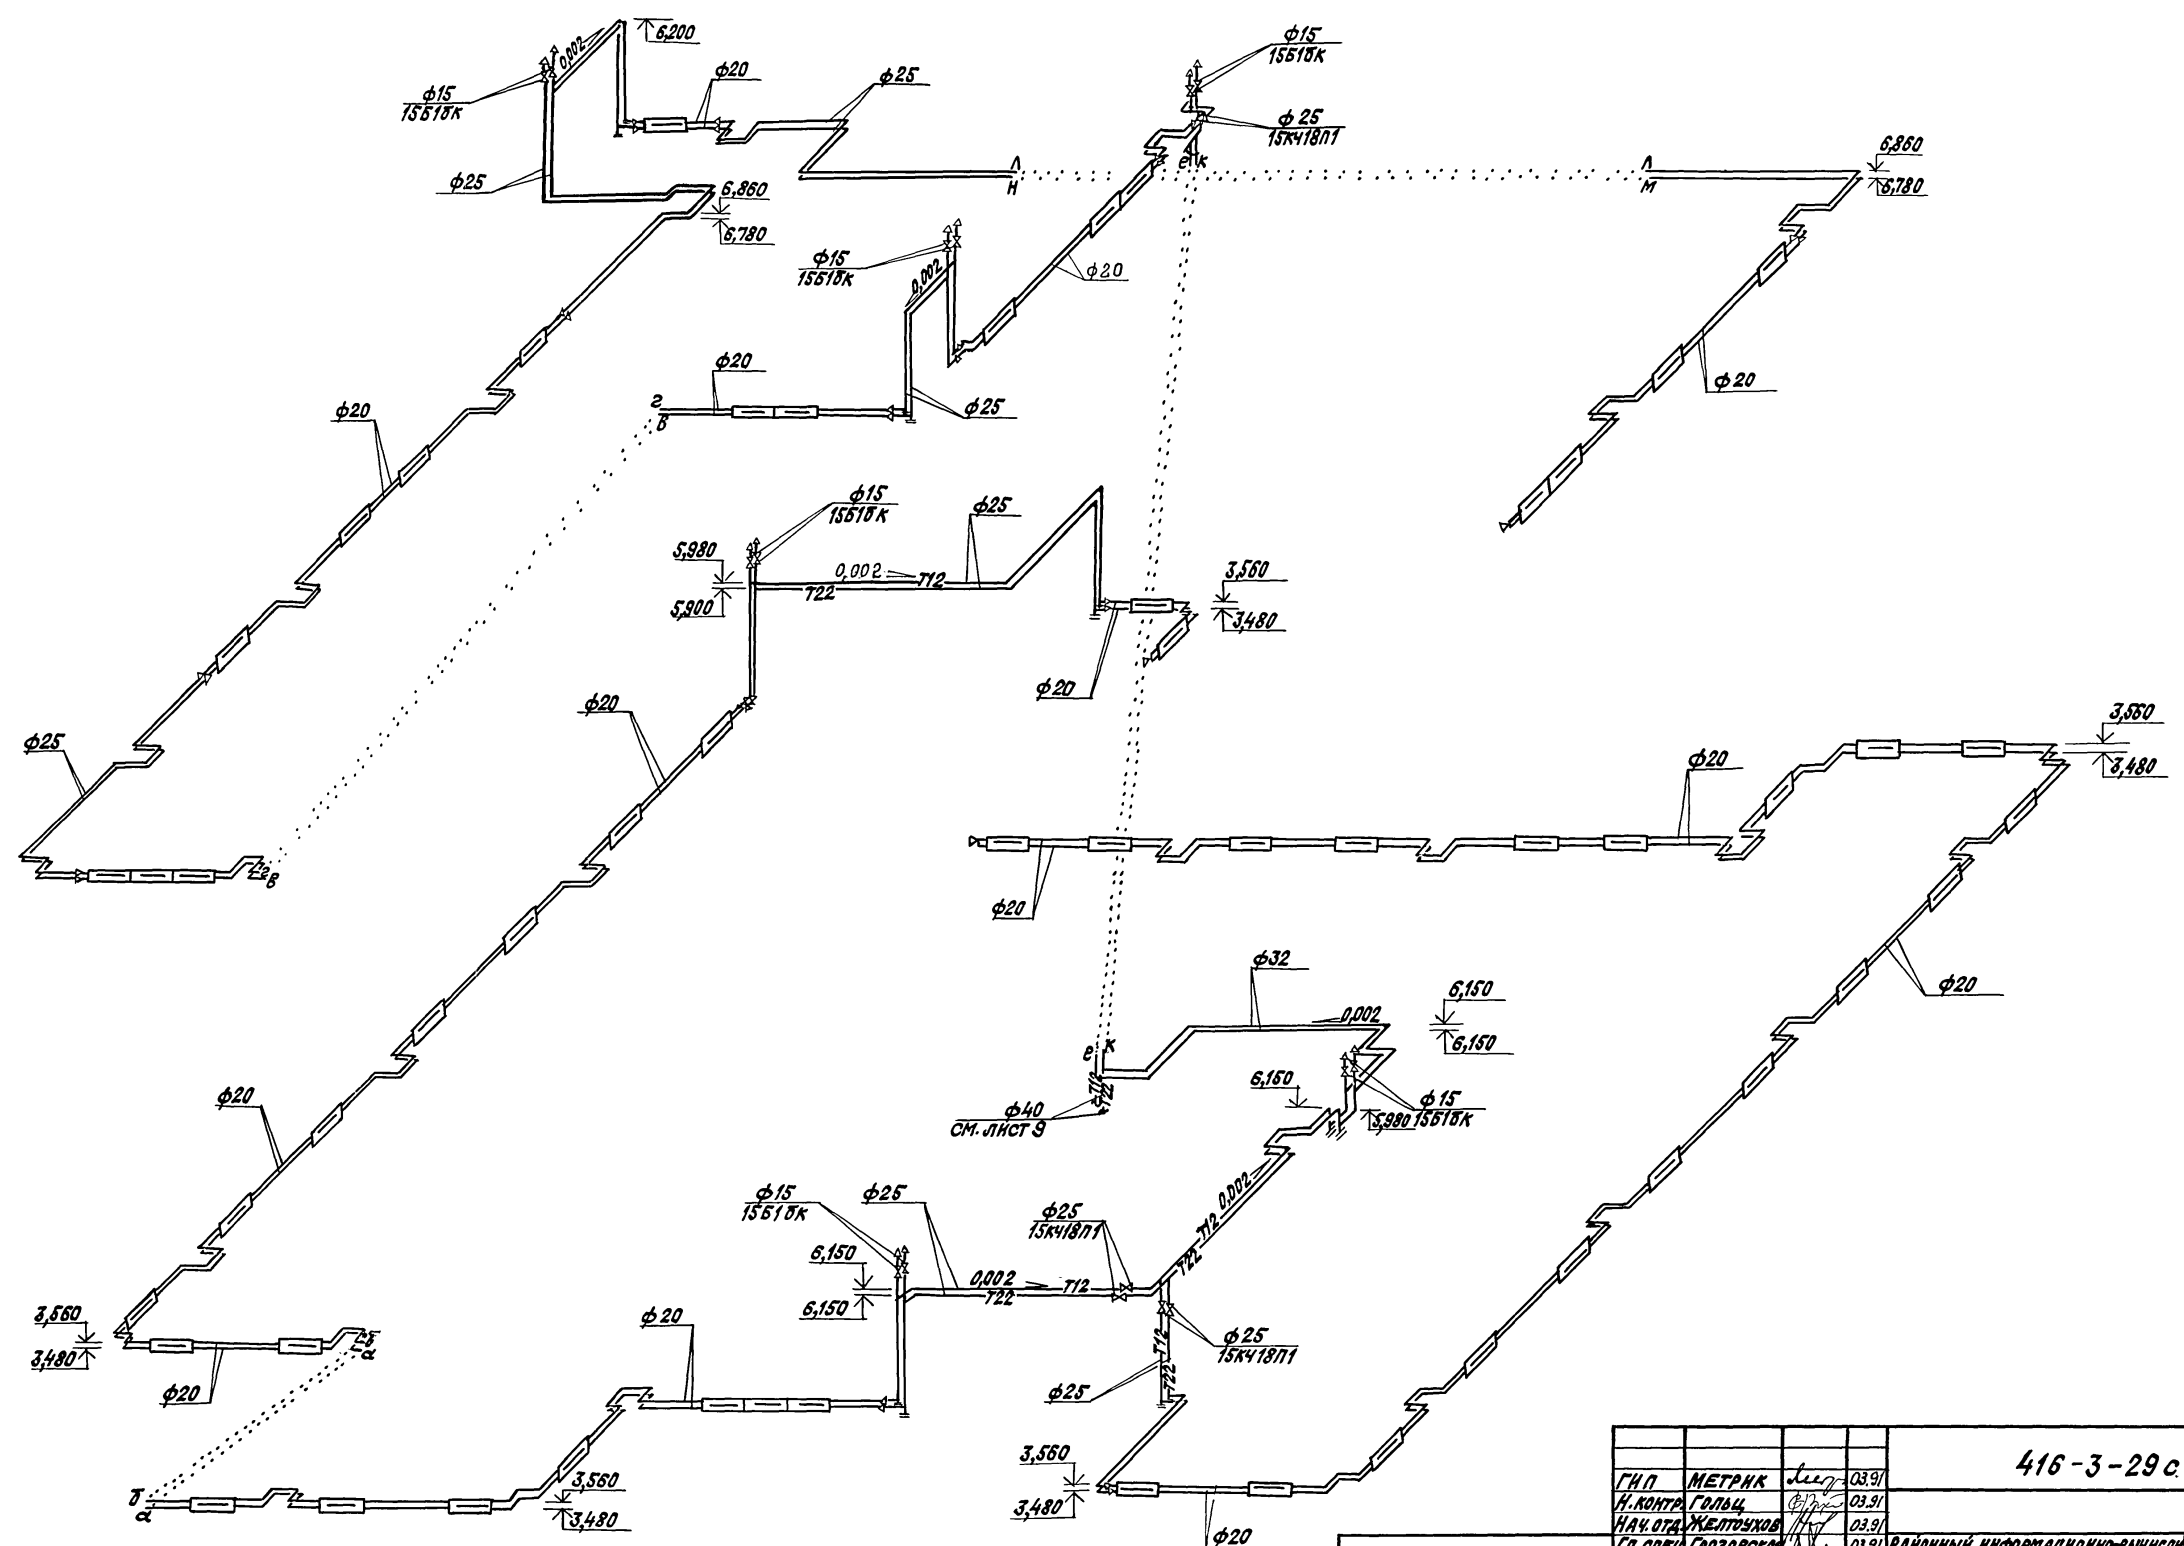 6,200
0,002
ф15
15Б1бк
ф20
ф25
ф15
15Б1бк
ф25
15кч18п1
е к
Л
Н
Л
М
6,860
6,780
ф25
6,860
6,780
ф15
15Б1бк
0,002
ф20
ф20
ф20
ф20
г
в
ф25
ф15
15Б1бк
ф25
5,980
5,900
0,002
Т12
Т22
3,560
3,480
ф20
ф20
ф25
3,560
3,480
ф20
г
в
ф20
ф20
ф32
6,150
6,150
0,002
е к
Т12
Т22
ф40
СМ. ЛИСТ 9
6,150
ф15
15Б1бк
5,980
ф20
0,002
Т12
Т22
ф15
15Б1бк
ф25
ф25
15кч18п1
6,150
6,150
0,002
Т12
Т22
ф25
15кч18п1
Т12
Т22
ф25
3,560
3,480
б
а
ф20
ф20
3,560
3,480
б
а
3,560
3,480
ф20
416-3-29с
ГИП МЕТРИК 03.91
Н.КОНТР. ГОЛЬЦ 03.91
НАЧ.ОТД. ЖЕЛТОУХОВ 03.91
03.91